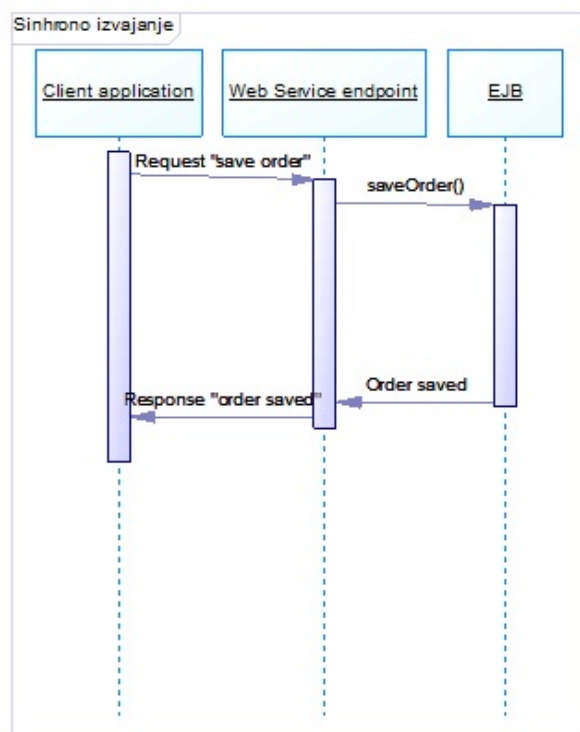 Sinhrono izvajanje
Client application
Web Service endpoint
EJB
Request "save order"
saveOrder()
Order saved
Response "order saved"